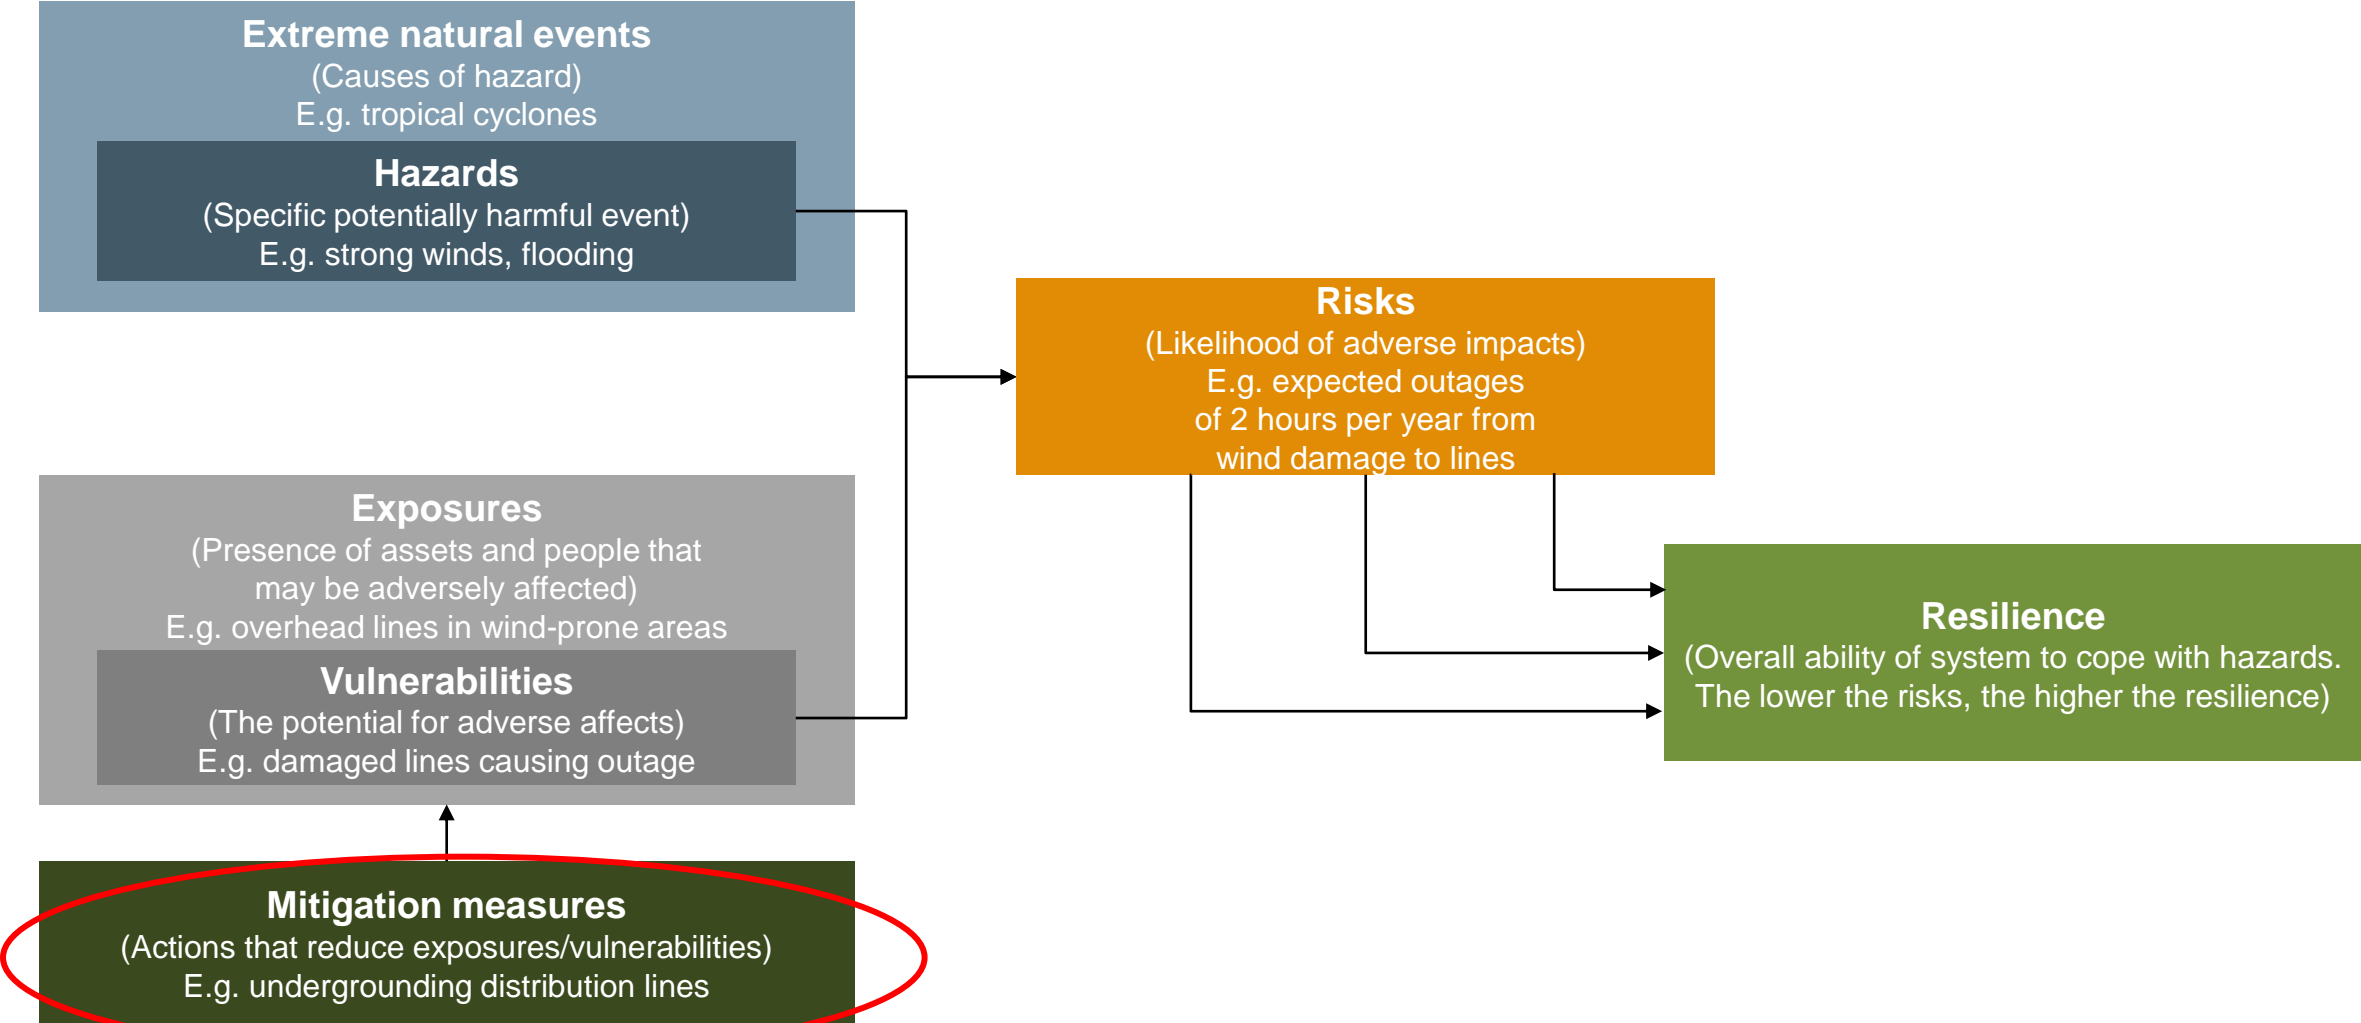 Extreme natural events
(Causes of hazard)
E.g. tropical cyclones
Hazards
(Specific potentially harmful event)
E.g. strong winds, flooding
Risks
(Likelihood of adverse impacts)
E.g. expected outages
of 2 hours per year from
wind damage to lines
Exposures
(Presence of assets and people that
may be adversely affected)
E.g. overhead lines in wind-prone areas
Vulnerabilities
(The potential for adverse affects)
E.g. damaged lines causing outage
Resilience
(Overall ability of system to cope with hazards.
The lower the risks, the higher the resilience)
Mitigation measures
(Actions that reduce exposures/vulnerabilities)
E.g. undergrounding distribution lines